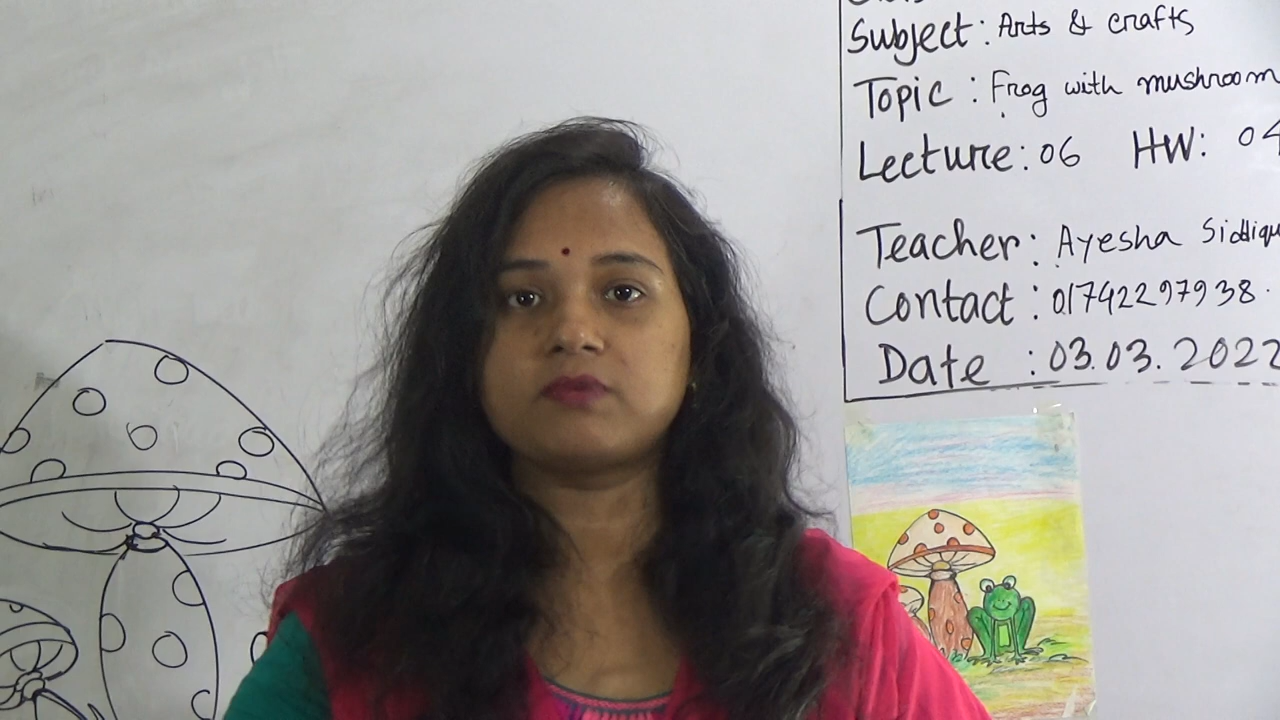 Subject: Arts & crafts
Topic : Frog with mushroom
Lecture: 06 HW: 04
Teacher: Ayesha Siddiqu
Contact : 01742297938.
Date : 03.03.2022